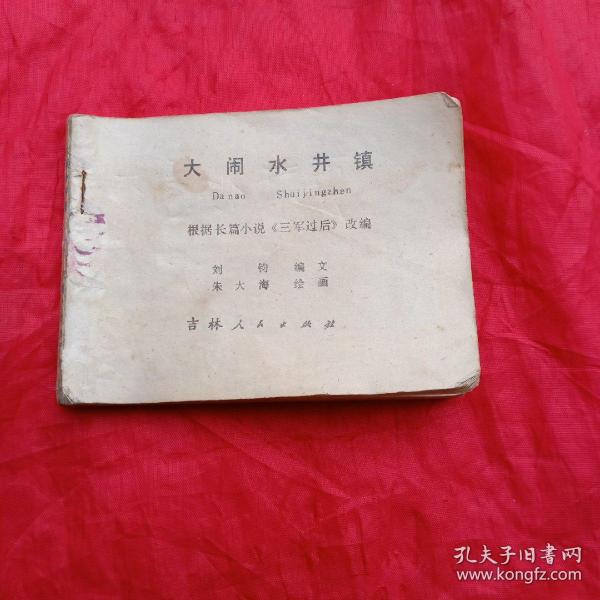 大闹水井镇
Danao Shuijingzhen
根据长篇小说《三军过后》改编
刘钧 编文
朱大海 绘画
吉林人民出版社
孔夫子旧书网
www.kongfz.com